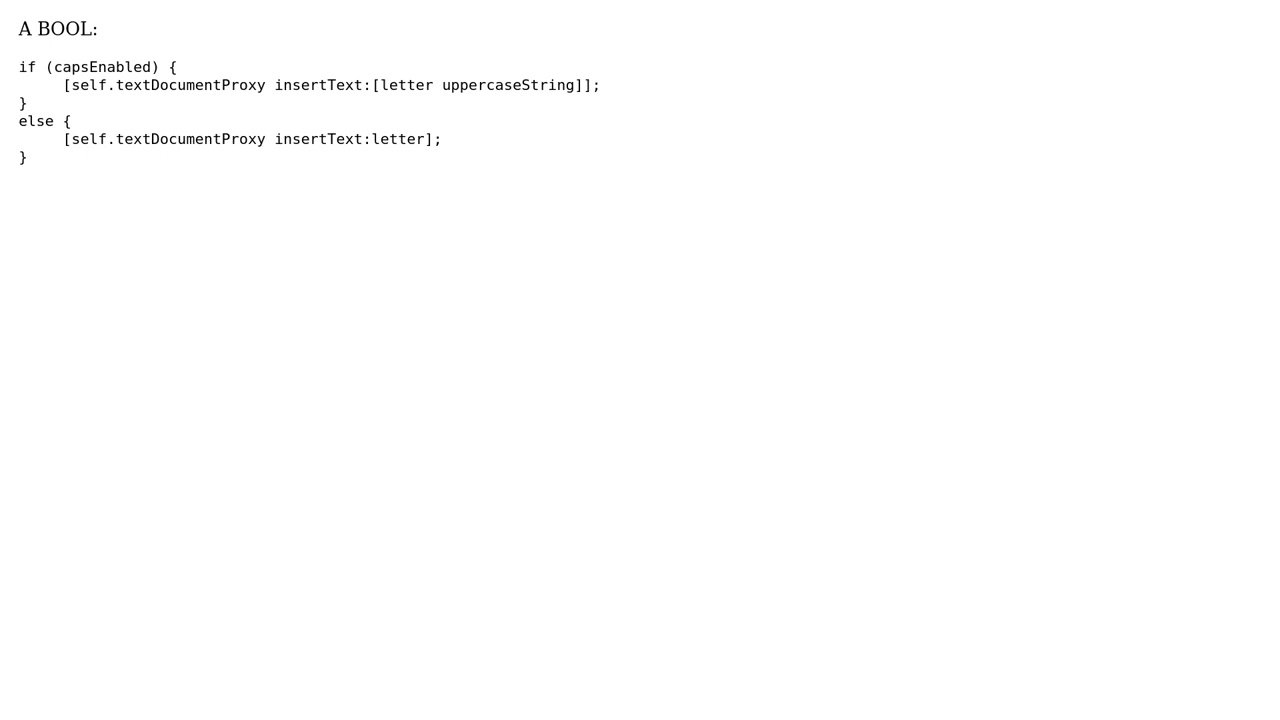 A BOOL:
if (capsEnabled) {
     [self.textDocumentProxy insertText:[letter uppercaseString]];
}
else {
     [self.textDocumentProxy insertText:letter];
}